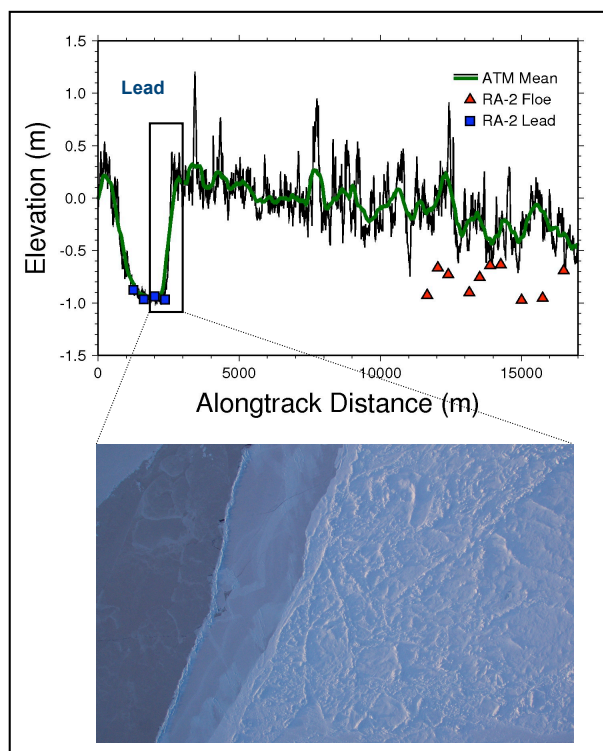 1.5
1.0
0.5
0.0
-0.5
-1.0
-1.5
Elevation (m)
Lead
ATM Mean
RA-2 Floe
RA-2 Lead
0 5000 10000 15000
Alongtrack Distance (m)